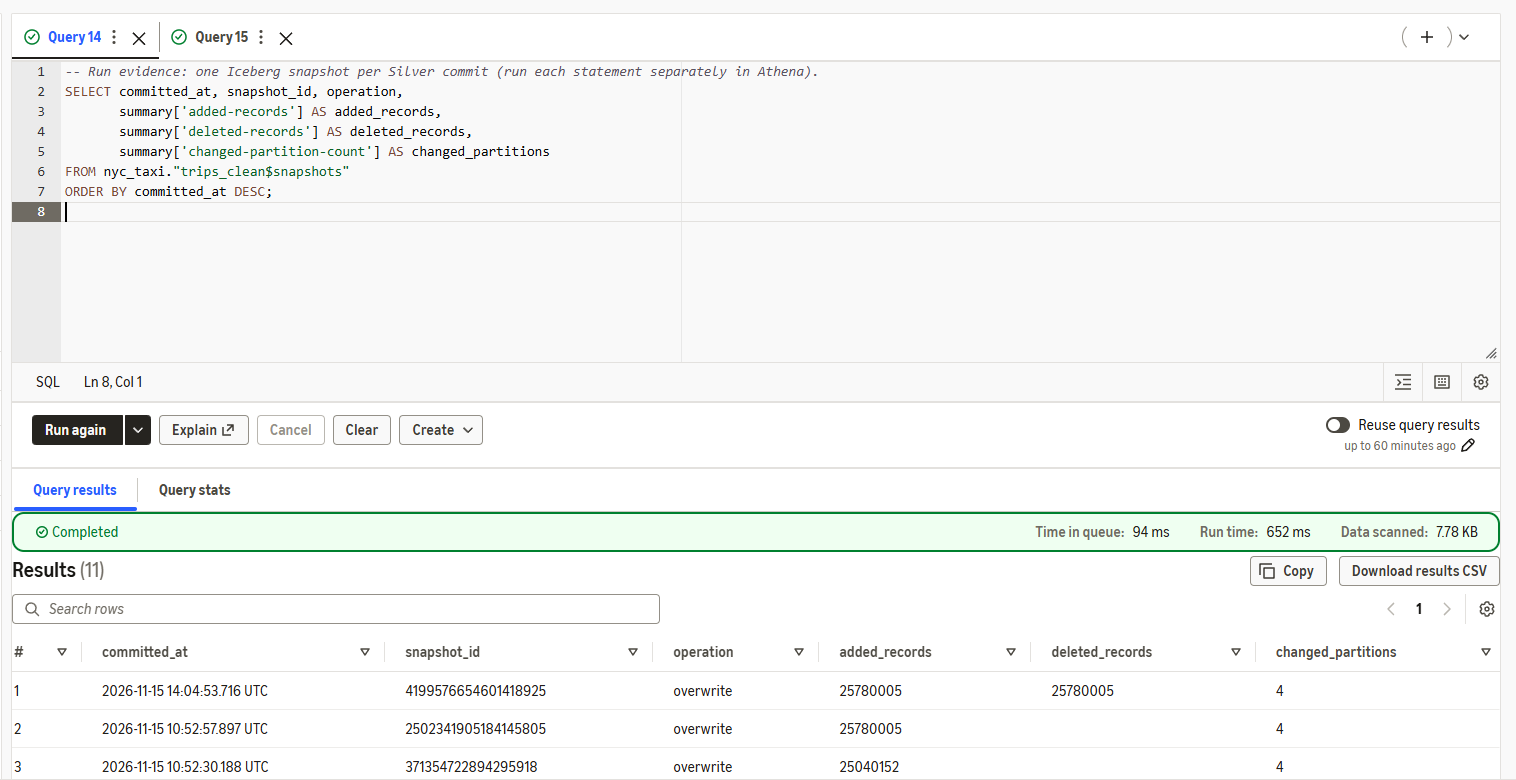 Query 14
Query 15
1 -- Run evidence: one Iceberg snapshot per Silver commit (run each statement separately in Athena).
2 SELECT committed_at, snapshot_id, operation,
3 summary['added-records'] AS added_records,
4 summary['deleted-records'] AS deleted_records,
5 summary['changed-partition-count'] AS changed_partitions
6 FROM nyc_taxi."trips_clean$snapshots"
7 ORDER BY committed_at DESC;
8
SQL Ln 8, Col 1
Run again Explain Cancel Clear Create
Reuse query results
up to 60 minutes ago
Query results Query stats
Completed Time in queue: 94 ms Run time: 652 ms Data scanned: 7.78 KB
Results (11) Copy Download results CSV
Search rows 1
# committed_at snapshot_id operation added_records deleted_records changed_partitions
1 2026-11-15 14:04:53.716 UTC 4199576654601418925 overwrite 25780005 25780005 4
2 2026-11-15 10:52:57.897 UTC 2502341905184145805 overwrite 25780005 4
3 2026-11-15 10:52:30.188 UTC 371354722894295918 overwrite 25040152 4